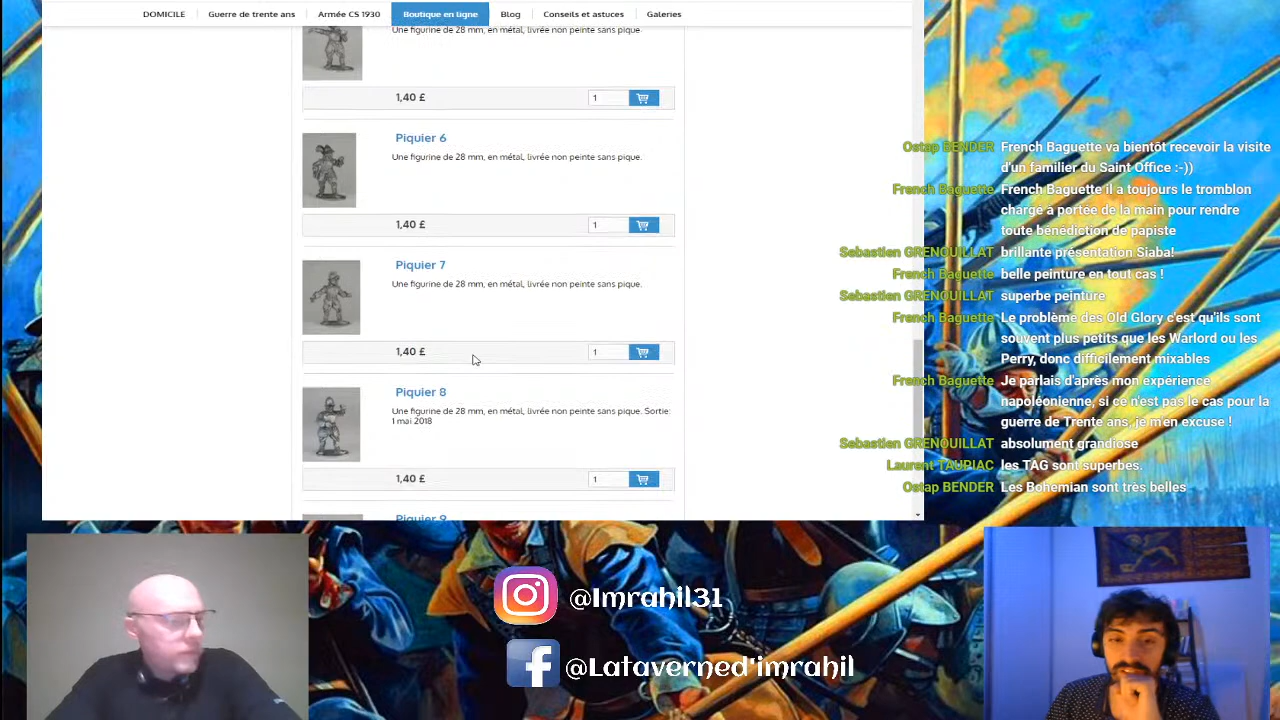 DOMICILE
Guerre de trente ans
Armée CS 1930
Boutique en ligne
Blog
Conseils et astuces
Galeries
Une figurine de 28 mm, en métal, livrée non peinte sans pique
1,40 £
1
Piquier 6
Une figurine de 28 mm, en métal, livrée non peinte sans pique.
1,40 £
1
Piquier 7
Une figurine de 28 mm, en métal, livrée non peinte sans pique.
1,40 £
1
Piquier 8
Une figurine de 28 mm, en métal, livrée non peinte sans pique. Sortie:
1 mai 2018
1,40 £
1
Piquier 9
Ostap BENDER French Baguette va bientôt recevoir la visite
d'un familier du Saint Office :-))
French Baguette French Baguette il a toujours le tromblon
chargé à portée de la main pour rendre
toute bénédiction de papiste
Sebastien GRENOUILLAT brillante présentation Siaba!
French Baguette belle peinture en tout cas !
Sebastien GRENOUILLAT superbe peinture
French Baguette Le problème des Old Glory c'est qu'ils sont
souvent plus petits que les Warlord ou les
Perry, donc difficilement mixables
French Baguette Je parlais d'après mon expérience
napoléonienne, si ce n'est pas le cas pour la
guerre de Trente ans, je m'en excuse !
Sebastien GRENOUILLAT absolument grandiose
Laurent TAUPIAC les TAG sont superbes.
Ostap BENDER Les Bohemian sont très belles
@Imrahil31
@Lataverned'imrahil